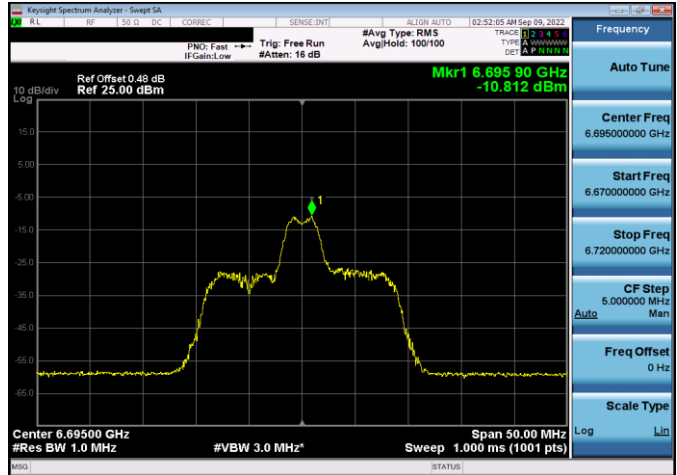 Keysight Spectrum Analyzer - Swept SA
RL RF 50 Ω DC CORREC SENSE:INT ALIGN AUTO 02:52:05 AM Sep 09, 2022
Frequency
PNO: Fast
IFGain:Low
Trig: Free Run
#Atten: 16 dB
#Avg Type: RMS
Avg|Hold: 100/100
TRACE 1 2 3 4 5 6
TYPE A WWWWW
DET A P N N N N
Auto Tune
Mkr1 6.695 90 GHz
-10.812 dBm
Ref Offset 0.48 dB
10 dB/div Ref 25.00 dBm
Log
15.0
5.00
-5.00
-15.0
-25.0
-35.0
-45.0
-55.0
-65.0
1
Center Freq
6.695000000 GHz
Start Freq
6.670000000 GHz
Stop Freq
6.720000000 GHz
CF Step
5.000000 MHz
Auto Man
Freq Offset
0 Hz
Scale Type
Log Lin
Center 6.69500 GHz Span 50.00 MHz
#Res BW 1.0 MHz #VBW 3.0 MHz* Sweep 1.000 ms (1001 pts)
MSG STATUS